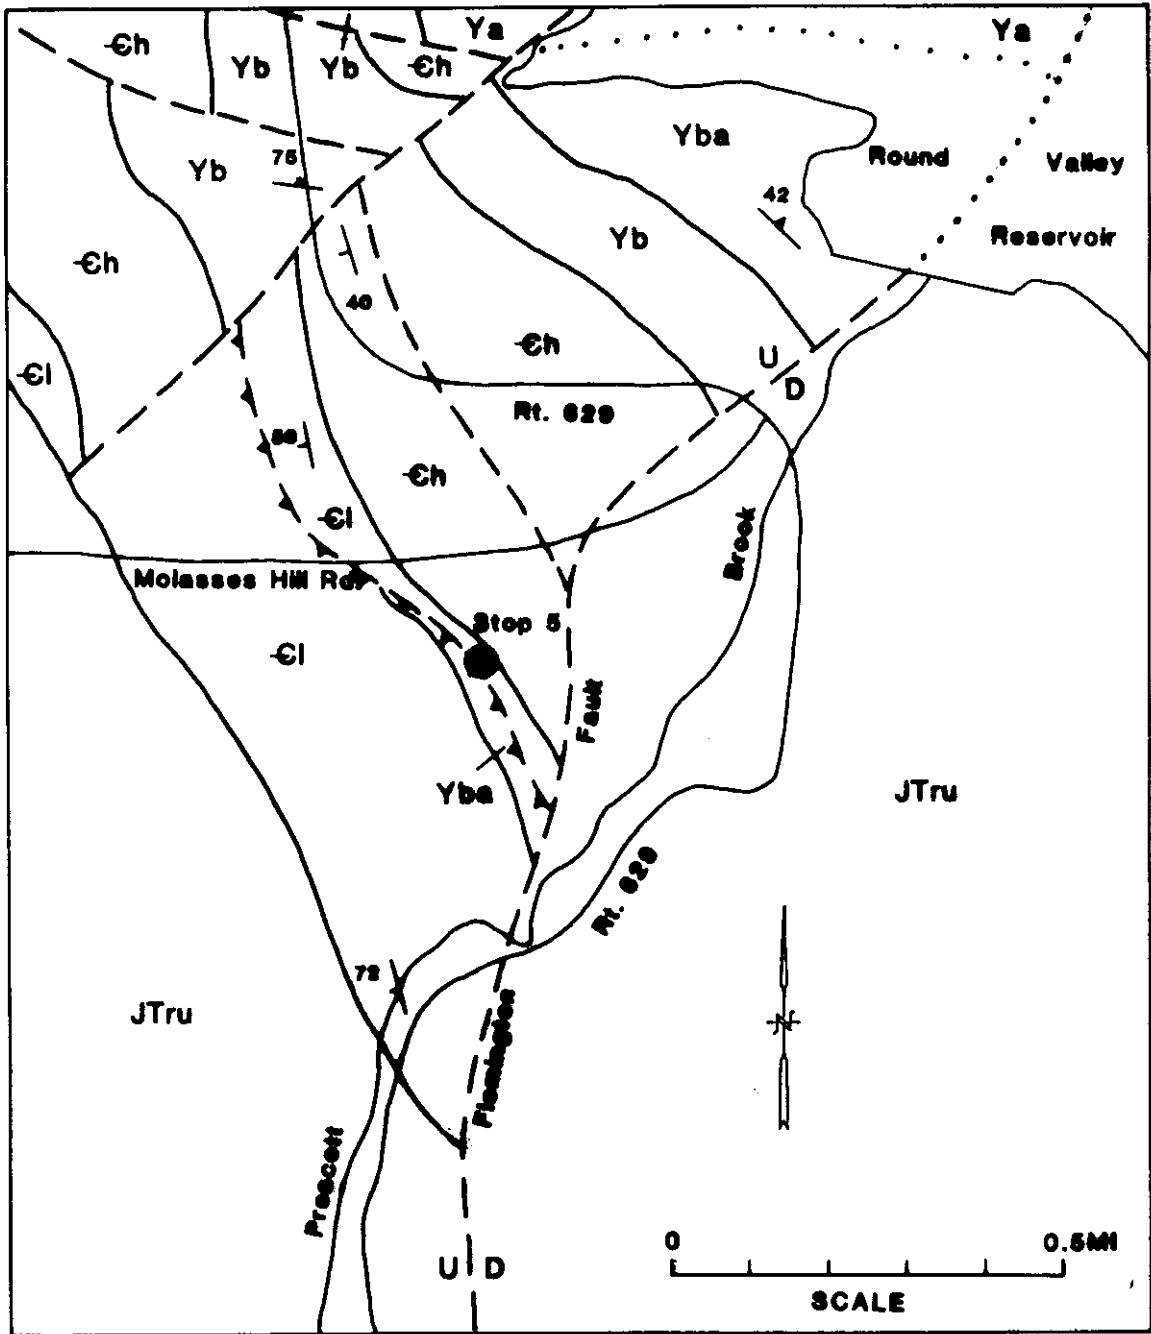 Ya
Ya
-Ꞓh
Yb
Yb
-Ꞓh
Yba
Round
Valley
Reservoir
75
Yb
42
Yb
-Ꞓh
40
-Ꞓh
U
D
-Ꞓl
Rt. 629
-Ꞓh
-Ꞓl
Brook
Molasses Hill Rd.
Stop 5
-Ꞓl
Fault
Yba
JTru
Rt. 629
72
JTru
Flemington
Prescott
N
0
0.5MI
U
D
SCALE